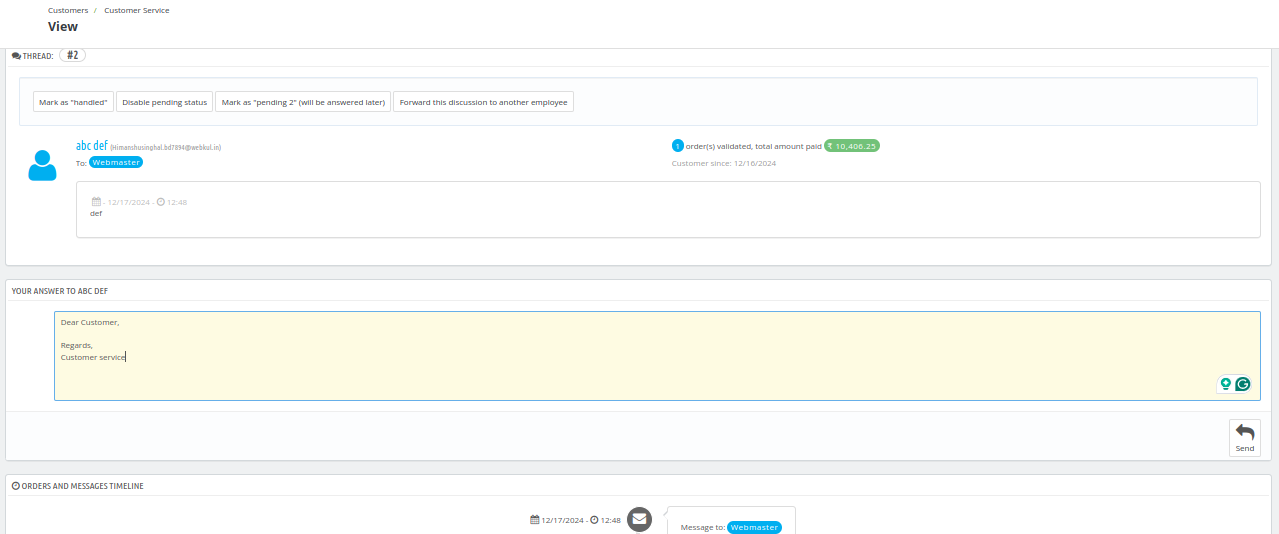 Customers / Customer Service
View
THREAD: #2
Mark as "handled" Disable pending status Mark as "pending 2" (will be answered later) Forward this discussion to another employee
abc def (Himanshusinghal.bd7894@webkul.in)
To: Webmaster
1 order(s) validated, total amount paid ₹ 10,406.25
Customer since: 12/16/2024
- 12/17/2024 - 12:48
def
YOUR ANSWER TO ABC DEF
Dear Customer,
Regards,
Customer service
Send
ORDERS AND MESSAGES TIMELINE
12/17/2024 - 12:48
Message to: Webmaster